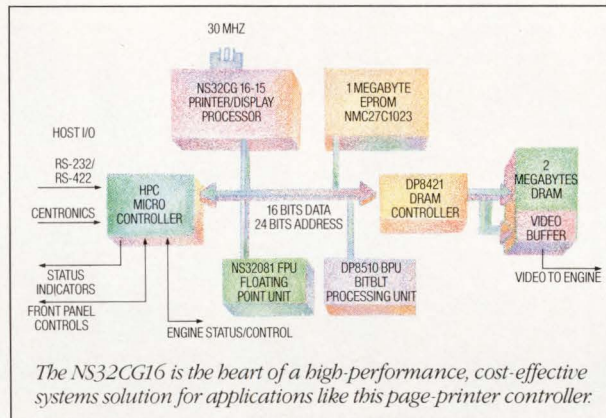 30 MHZ
NS32CG 16-15
PRINTER/DISPLAY
PROCESSOR
1 MEGABYTE
EPROM
NMC27C1023
HOST I/O
RS-232/
RS-422
CENTRONICS
HPC
MICRO
CONTROLLER
16 BITS DATA
24 BITS ADDRESS
DP8421
DRAM
CONTROLLER
2
MEGABYTES
DRAM
VIDEO
BUFFER
VIDEO TO ENGINE
STATUS
INDICATORS
FRONT PANEL
CONTROLS
ENGINE STATUS/CONTROL
NS32081 FPU
FLOATING
POINT UNIT
DP8510 BPU
BITBLT
PROCESSING UNIT
The NS32CG16 is the heart of a high-performance, cost-effective
systems solution for applications like this page-printer controller.